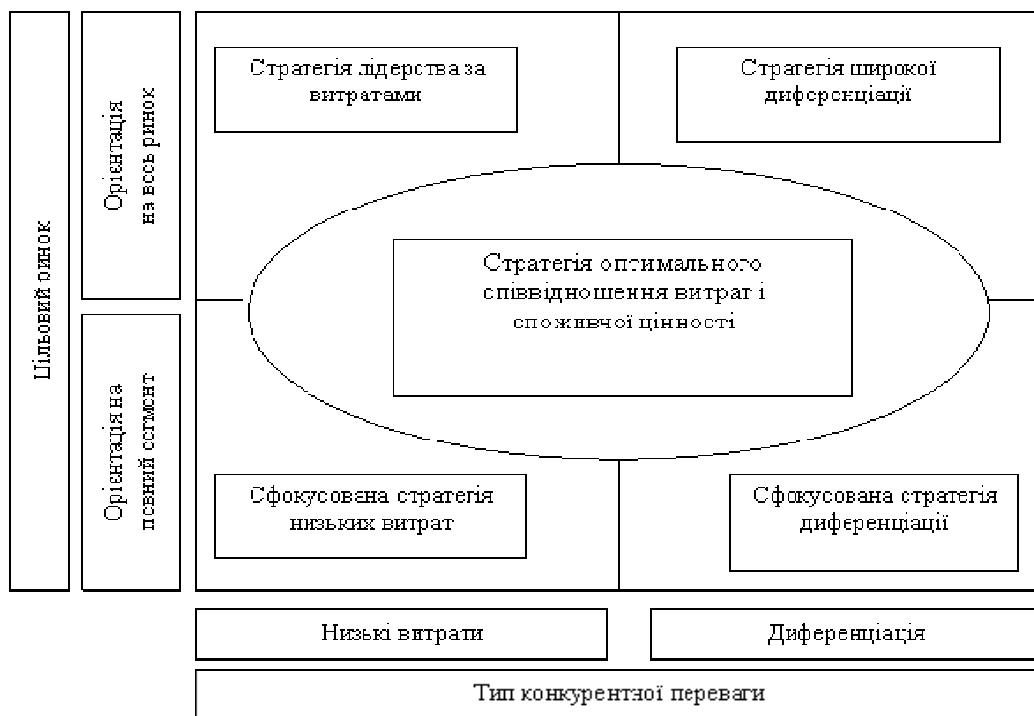 Цільовий ринок
Орієнтація
на весь ринок
Орієнтація на
певний сегмент
Стратегія лідерства за
витратами
Стратегія широкої
диференціації
Стратегія оптимального
співвідношення витрат і
споживчої цінності
Сфокусована стратегія
низьких витрат
Сфокусована стратегія
диференціації
Низькі витрати
Диференціація
Тип конкурентної переваги